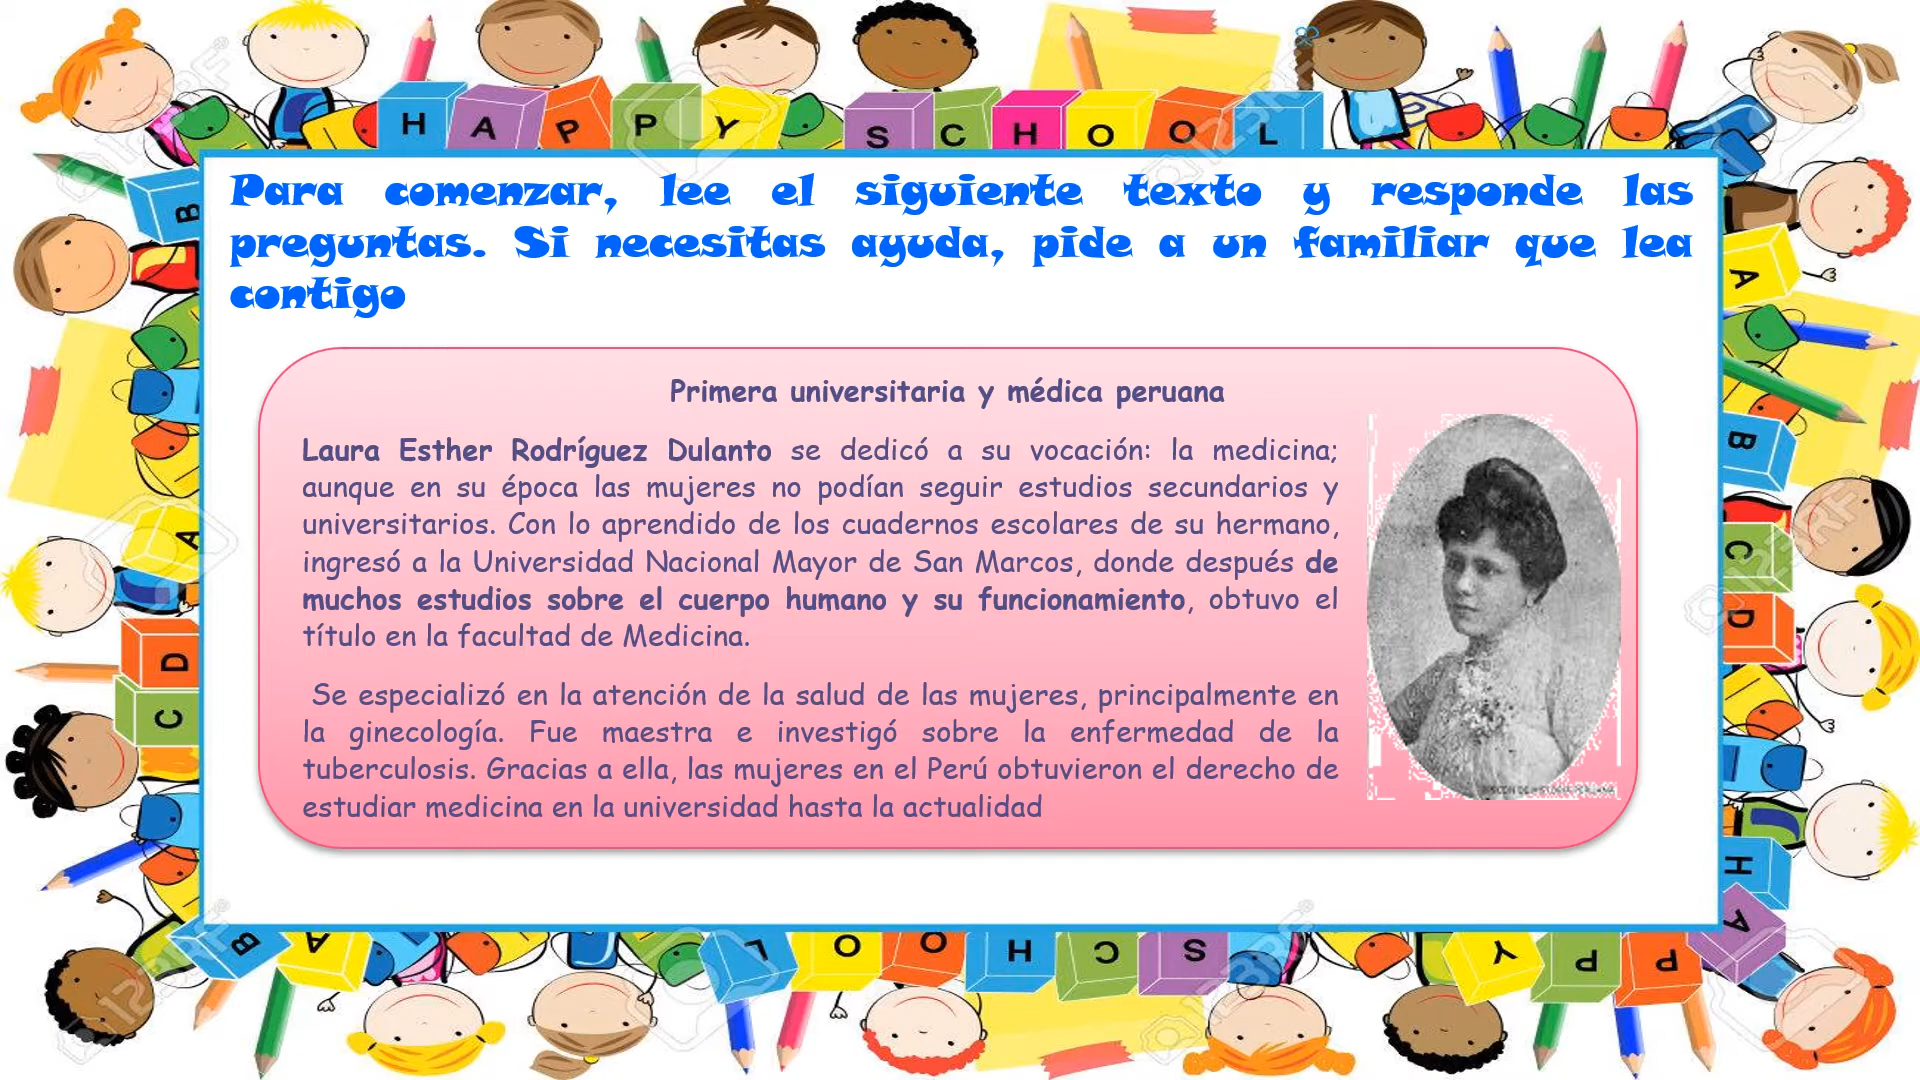 HAPPY SCHOOL
Para comenzar, lee el siguiente texto y responde las
preguntas. Si necesitas ayuda, pide a un familiar que lea
contigo
Primera universitaria y médica peruana
Laura Esther Rodríguez Dulanto se dedicó a su vocación: la medicina;
aunque en su época las mujeres no podían seguir estudios secundarios y
universitarios. Con lo aprendido de los cuadernos escolares de su hermano,
ingresó a la Universidad Nacional Mayor de San Marcos, donde después de
muchos estudios sobre el cuerpo humano y su funcionamiento, obtuvo el
título en la facultad de Medicina.
Se especializó en la atención de la salud de las mujeres, principalmente en
la ginecología. Fue maestra e investigó sobre la enfermedad de la
tuberculosis. Gracias a ella, las mujeres en el Perú obtuvieron el derecho de
estudiar medicina en la universidad hasta la actualidad
B
A
B
C
D
A
D
C
H
A
B
A
HAPPY SCHOOL
123RF